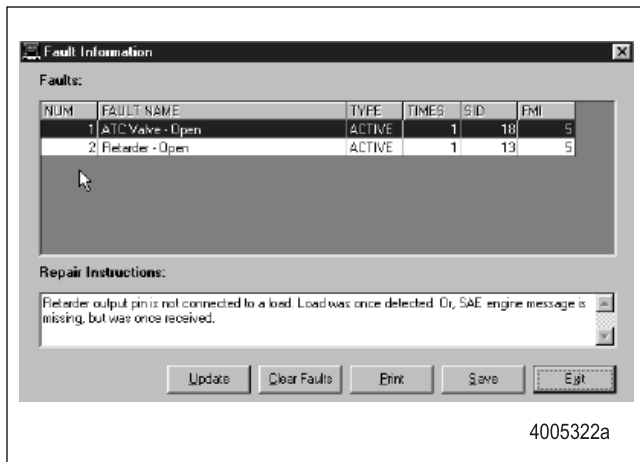 Fault Information
Faults:
NUM FAULT NAME TYPE TIMES SID FMI
1 ATC Valve - Open ACTIVE 1 18 5
2 Retarder - Open ACTIVE 1 13 5
Repair Instructions:
Retarder output pin is not connected to a load. Load was once detected. Or, SAE engine message is
missing, but was once received.
Update Clear Faults Print Save Exit
4005322a